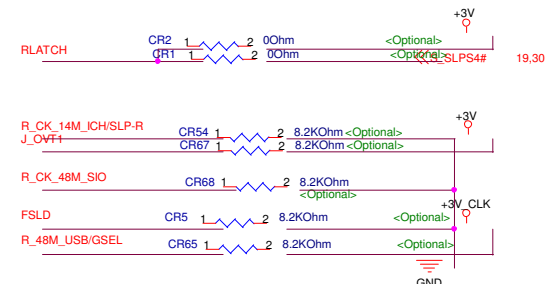 +3V
CR2 1 2 0Ohm <Optional>
RLATCH
CR1 1 2 0Ohm <Optional> _SLPS4# 19,30
+3V
R_CK_14M_ICH/SLP-R
CR54 1 2 8.2KOhm <Optional>
J_OVT1
CR67 1 2 8.2KOhm <Optional>
R_CK_48M_SIO
CR68 1 2 8.2KOhm
<Optional>
+3V_CLK
FSLD
CR5 1 2 8.2KOhm <Optional>
R_48M_USB/GSEL
CR65 1 2 8.2KOhm <Optional>
GND